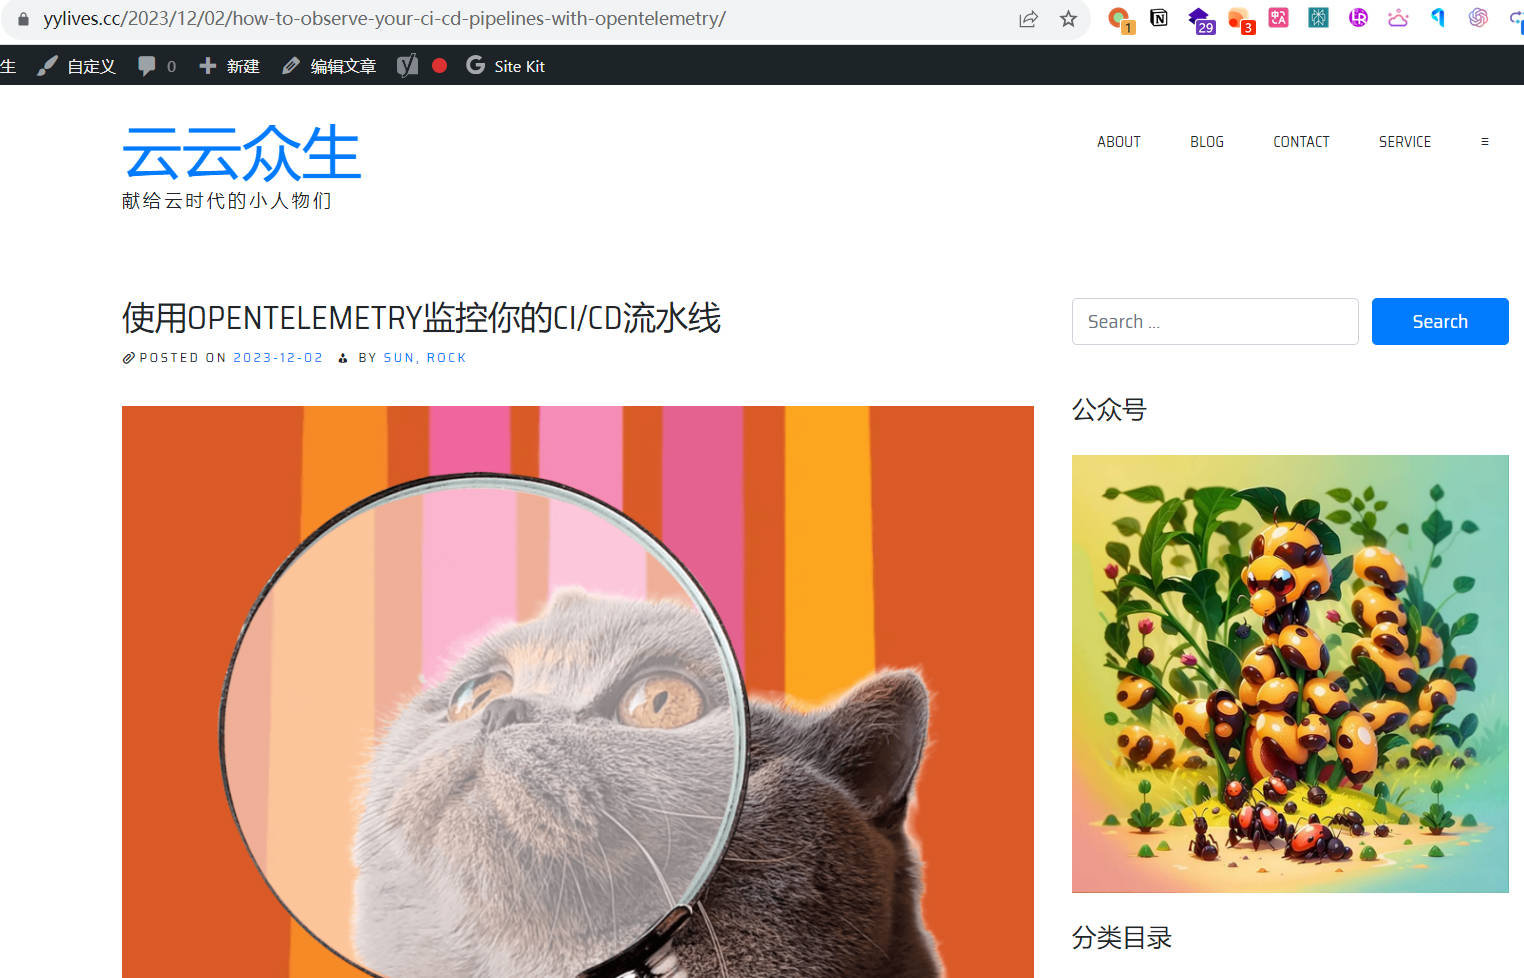 yylives.cc/2023/12/02/how-to-observe-your-ci-cd-pipelines-with-opentelemetry/
1
29
3
生 自定义 0 新建 编辑文章 Site Kit
云云众生
献给云时代的小人物们
ABOUT BLOG CONTACT SERVICE
使用OPENTELEMETRY监控你的CI/CD流水线
POSTED ON 2023-12-02 BY SUN, ROCK
Search ...
Search
公众号
分类目录